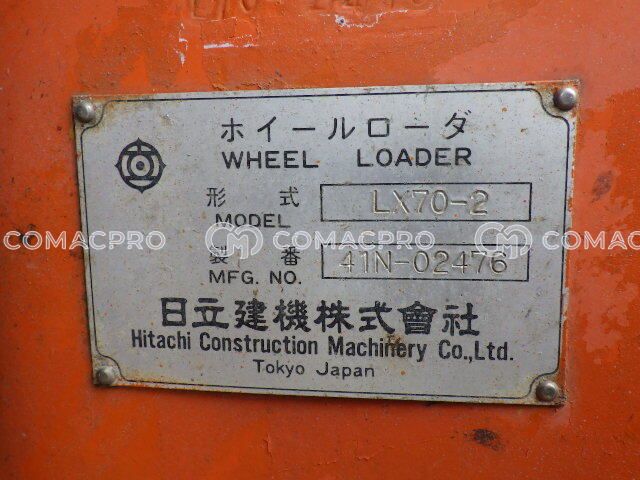 ホイールローダ
WHEEL LOADER
形式 LX70-2
MODEL
COMACPRO COMACPRO COMACPRO
製番 41N-02476
MFG. NO.
日立建機株式會社
Hitachi Construction Machinery Co.,Ltd.
Tokyo Japan